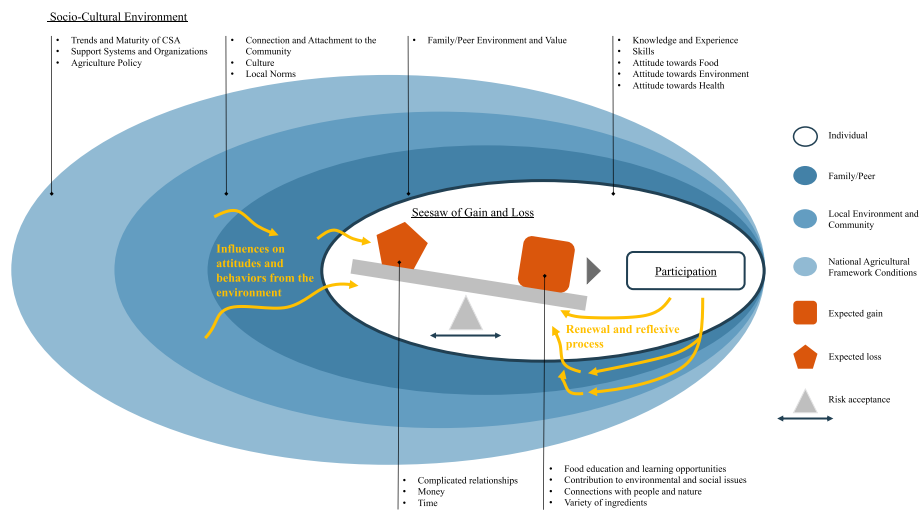 Socio-Cultural Environment
• Trends and Maturity of CSA
• Support Systems and Organizations
• Agriculture Policy
• Connection and Attachment to the
Community
• Culture
• Local Norms
• Family/Peer Environment and Value
• Knowledge and Experience
• Skills
• Attitude towards Food
• Attitude towards Environment
• Attitude towards Health
Seesaw of Gain and Loss
Influences on
attitudes and
behaviors from the
environment
Participation
Renewal and reflexive
process
Individual
Family/Peer
Local Environment and
Community
National Agricultural
Framework Conditions
Expected gain
Expected loss
Risk acceptance
• Complicated relationships
• Money
• Time
• Food education and learning opportunities
• Contribution to environmental and social issues
• Connections with people and nature
• Variety of ingredients